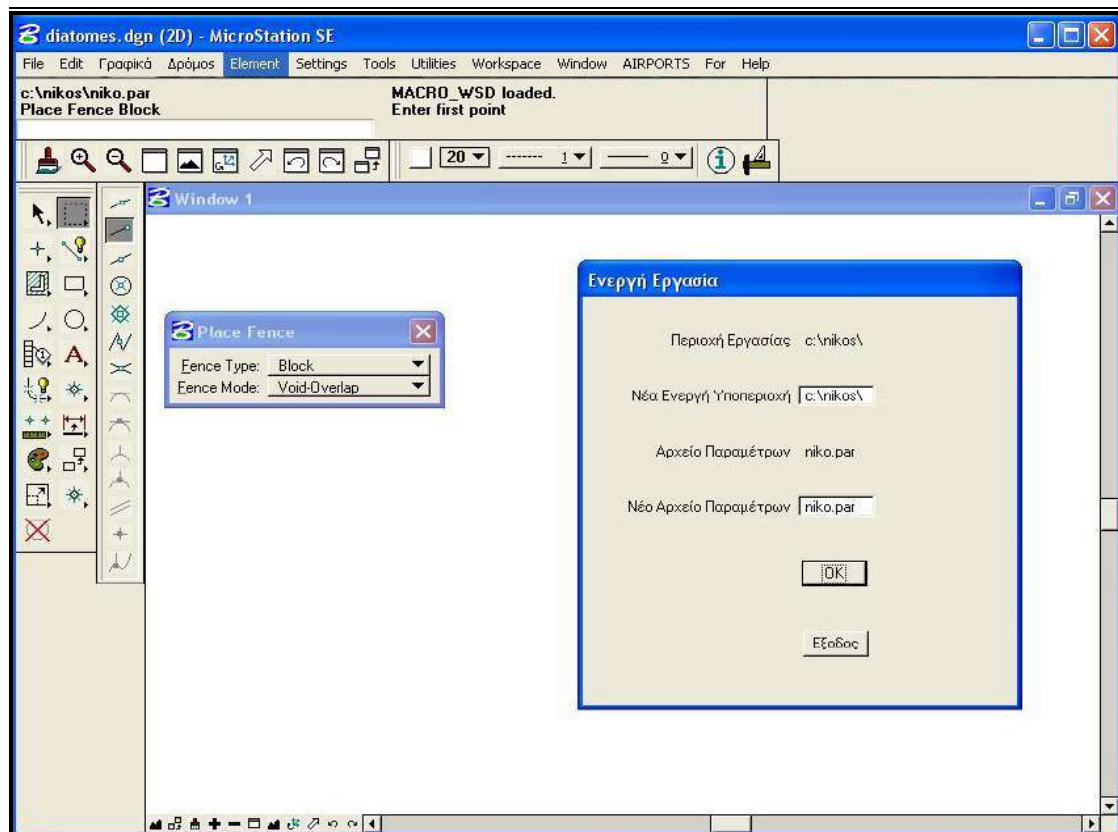 diatomes.dgn (2D) - MicroStation SE
File Edit Γραφικά Δρόμος Element Settings Tools Utilities Workspace Window AIRPORTS For Help
c:\nikos\niko.par MACRO_WSD loaded.
Place Fence Block Enter first point
20 1 0
Window 1
Ενεργή Εργασία
Περιοχή Εργασίας c:\nikos\
Place Fence
Fence Type: Block
Fence Mode: Void-Overlap
Νέα Ενεργή Υποπεριοχή c:\nikos\
Αρχείο Παραμέτρων niko.par
Νέο Αρχείο Παραμέτρων niko.par
OK
Εξοδος